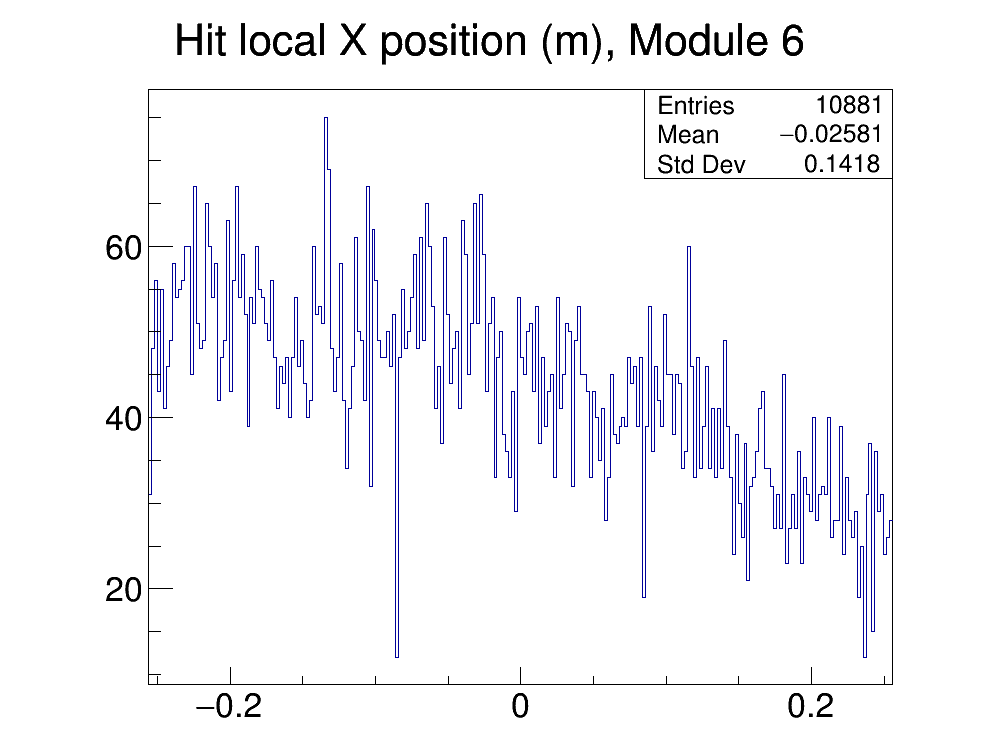 Hit local X position (m), Module 6
Entries 10881
Mean −0.02581
Std Dev 0.1418
60
40
20
−0.2 0 0.2